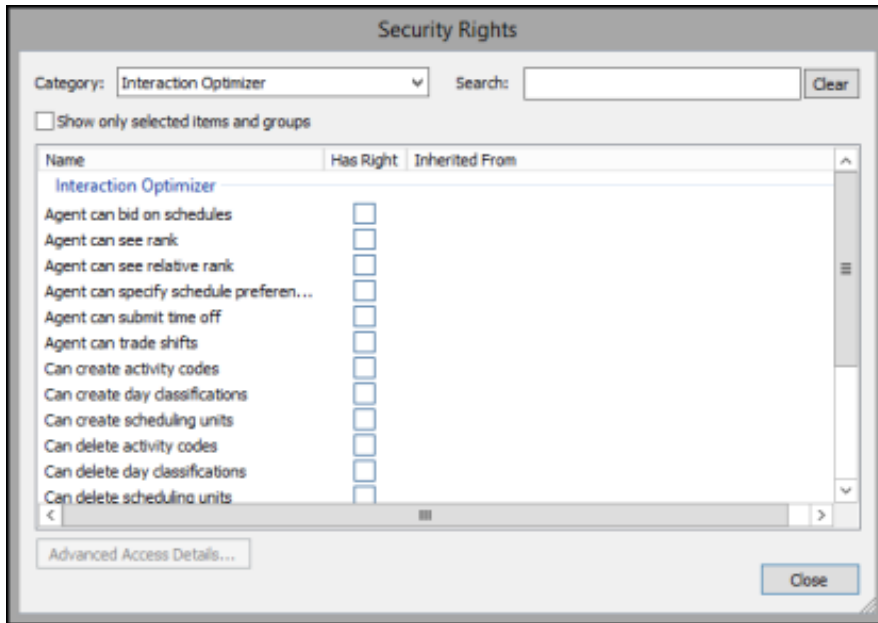 Security Rights
Category: Interaction Optimizer Search: Clear
Show only selected items and groups
Name Has Right Inherited From
Interaction Optimizer
Agent can bid on schedules
Agent can see rank
Agent can see relative rank
Agent can specify schedule preferen...
Agent can submit time off
Agent can trade shifts
Can create activity codes
Can create day classifications
Can create scheduling units
Can delete activity codes
Can delete day classifications
Can delete scheduling units
Advanced Access Details...
Close